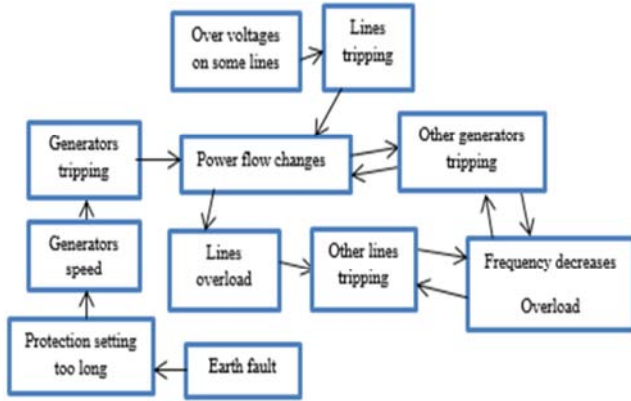 Over voltages
on some lines
Lines
tripping
Generators
tripping
Power flow changes
Other generators
tripping
Generators
speed
Lines
overload
Other lines
tripping
Frequency decreases
Overload
Protection setting
too long
Earth fault